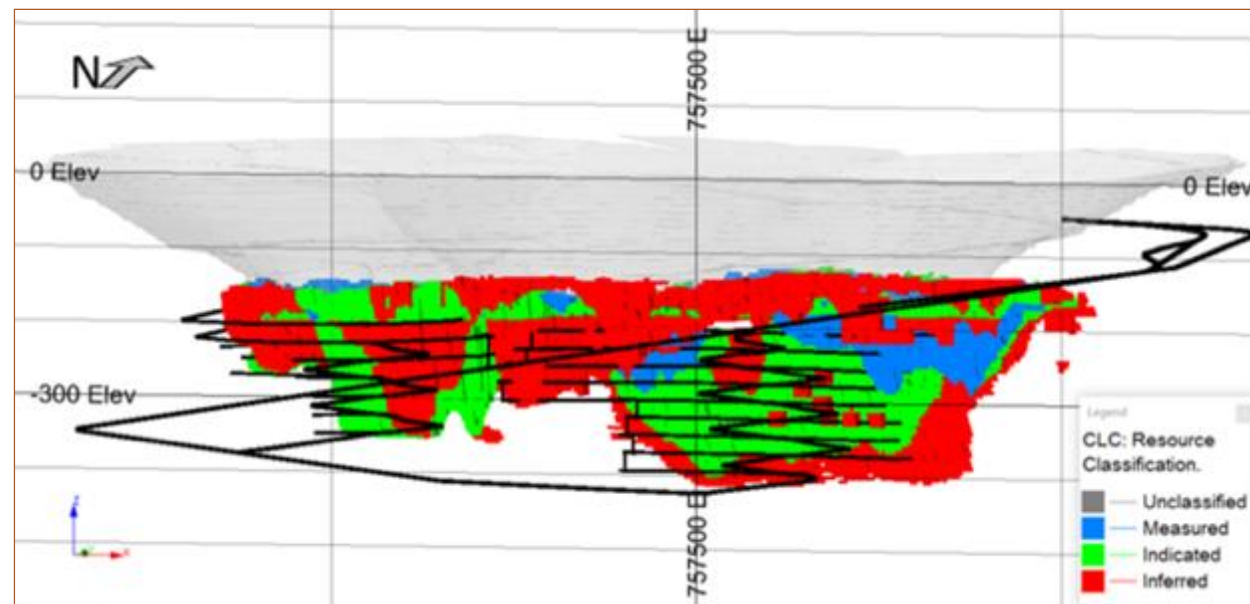 N
757500 E
0 Elev
0 Elev
-300 Elev
757500 E
Legend
CLC: Resource
Classification.
Unclassified
Measured
Indicated
Inferred